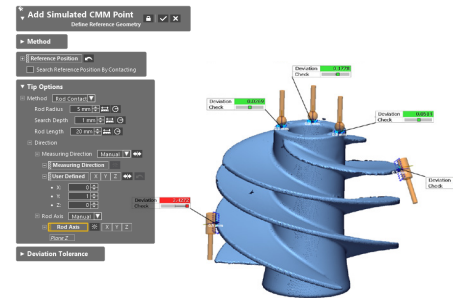 Add Simulated CMM Point
Define Reference Geometry
Method
Reference Position
Search Reference Position By Contacting
Tip Options
Method Rod Contact
Rod Radius 5 mm
Search Depth 1 mm
Rod Length 20 mm
Direction
Measuring Direction Manual
Measuring Direction
User Defined X Y Z
X: 0
Y: 1
Z: 0
Rod Axis Manual
Rod Axis X Y Z
Plane Z
Deviation Tolerance
Deviation 0.1778
Check
Deviation
Check
Deviation
Check
Deviation
Check
Deviation
Check